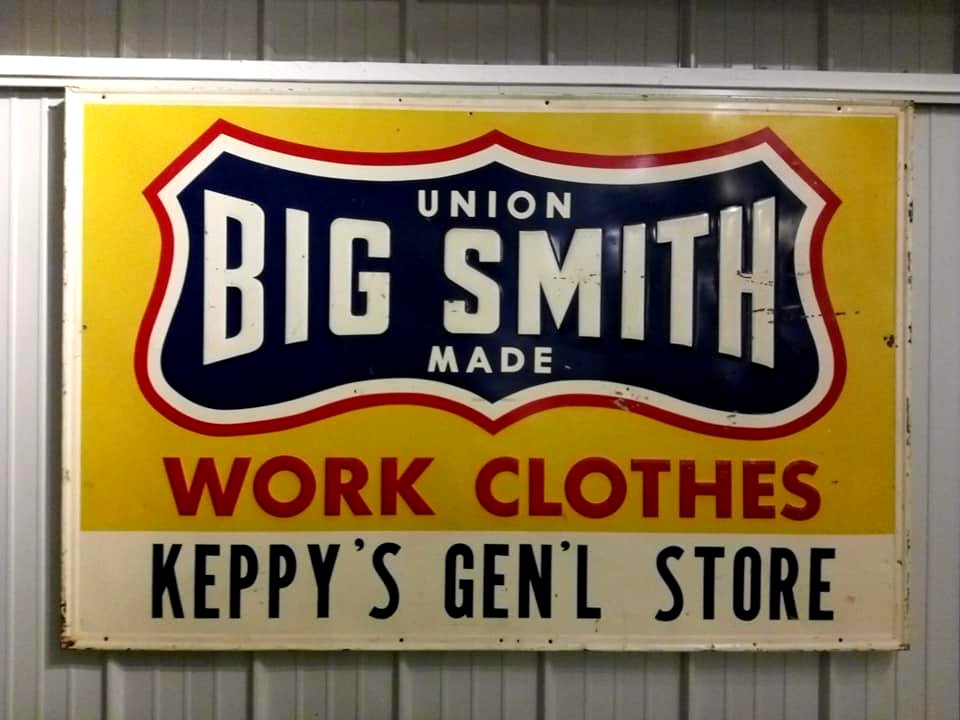 UNION
BIG SMITH
MADE
WORK CLOTHES
KEPPY'S GEN'L STORE